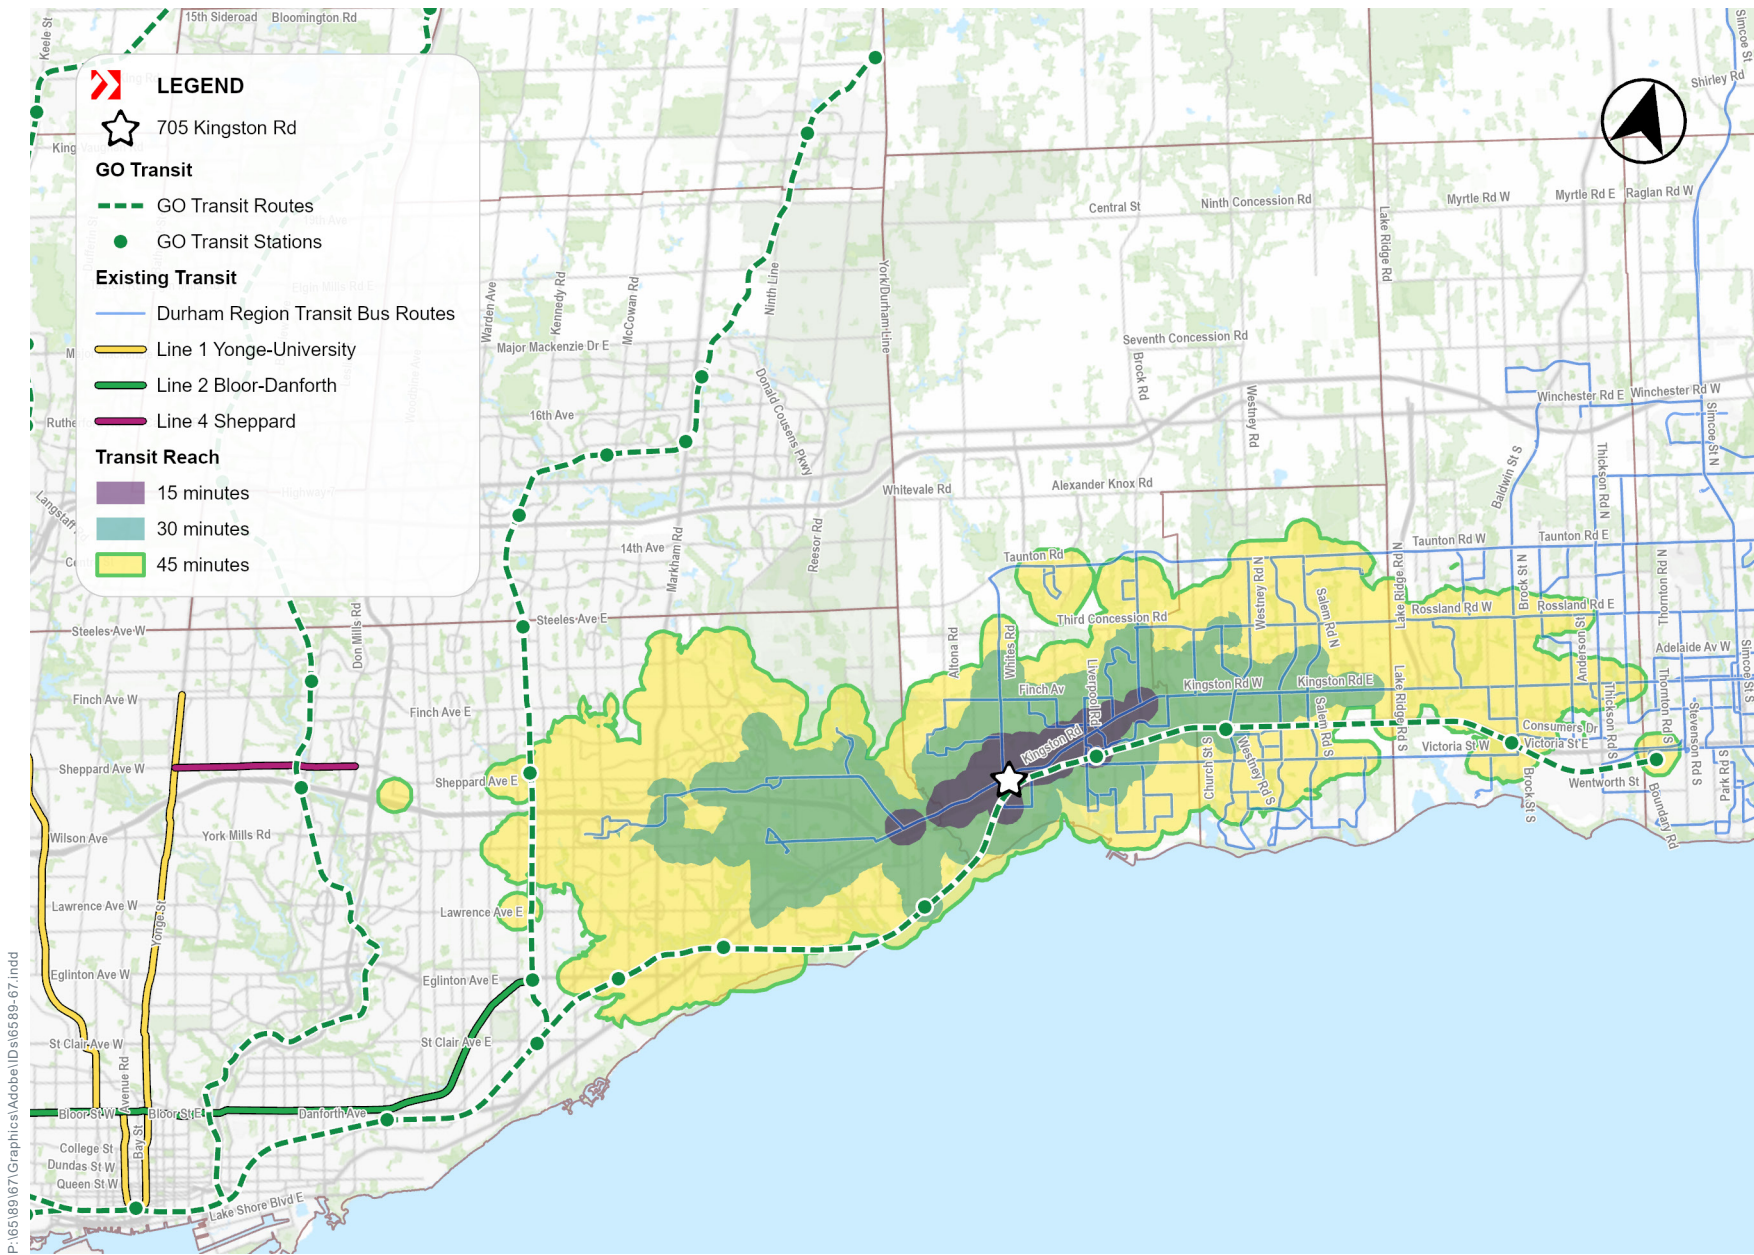 15th Sideroad
Bloomington Rd
Keele St
Simcoe St
LEGEND
705 Kingston Rd
GO Transit
GO Transit Routes
GO Transit Stations
Existing Transit
Durham Region Transit Bus Routes
Line 1 Yonge-University
Line 2 Bloor-Danforth
Line 4 Sheppard
Transit Reach
15 minutes
30 minutes
45 minutes
Shirley Rd
Central St
Ninth Concession Rd
Myrtle Rd W
Myrtle Rd E
Raglan Rd W
Lake Ridge Rd
York/Durham Line
Ninth Line
Warden Ave
Kennedy Rd
McCowan Rd
Elgin Mills Rd E
Major Mackenzie Dr E
Seventh Concession Rd
Brock Rd
Donald Cousens Pkwy
16th Ave
Westney Rd
Winchester Rd E
Winchester Rd W
Simcoe St N
Langstaff
Highway 7
Whitevale Rd
Alexander Knox Rd
Baldwin St S
Thickson Rd N
14th Ave
Markham Rd
Reesor Rd
Taunton Rd
Taunton Rd W
Taunton Rd E
Lake Ridge Rd N
Brock St N
Thornton Rd N
Steeles Ave W
Steeles Ave E
Don Mills Rd
Third Concession Rd
Westney Rd N
Salem Rd N
Rossland Rd W
Rossland Rd E
Altona Rd
Whites Rd
Anderson St
Adelaide Av W
Simcoe St S
Finch Ave W
Finch Ave E
Finch Av
Liverpool Rd
Kingston Rd W
Kingston Rd E
Lake Ridge Rd S
Thickson Rd S
Thornton Rd S
Stevenson Rd S
Kingston Rd
Salem Rd S
Consumers Dr
Victoria St W
Victoria St E
Sheppard Ave W
Sheppard Ave E
Church St S
Westney Rd S
Brock St S
Wentworth St
Boundary Rd
Park Rd S
Wilson Ave
York Mills Rd
Lawrence Ave W
Lawrence Ave E
Yonge St
Eglinton Ave W
Eglinton Ave E
St Clair Ave W
St Clair Ave E
Avenue Rd
Bloor St W
Bloor St E
Danforth Ave
Bay St
College St
Dundas St W
Queen St W
Lake Shore Blvd E
P:\65\89\67\Graphics\Adobe\IDs\6589-67.indd